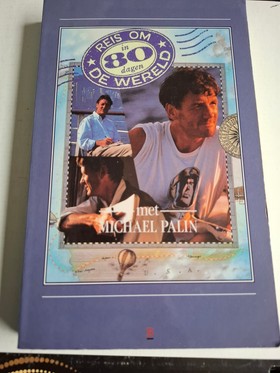 REIS OM
in
80
dagen
DE WERELD
met
MICHAEL PALIN